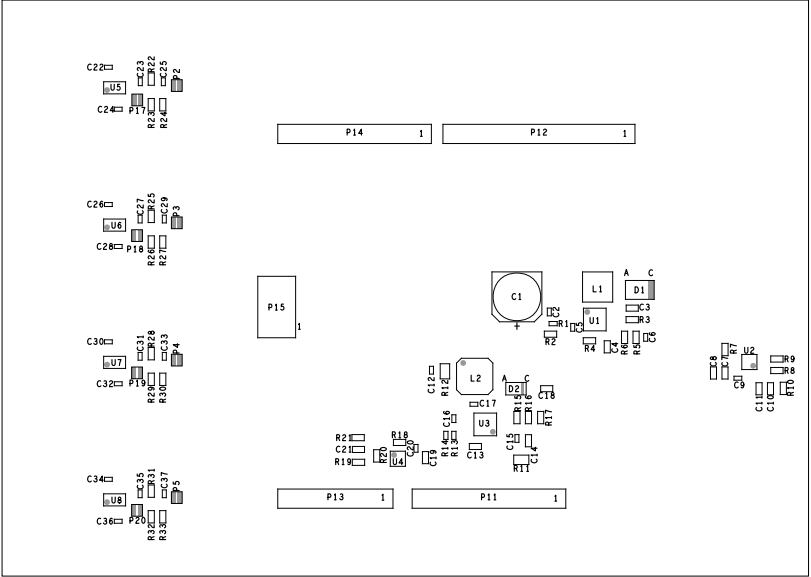 C22
C23
R22
C25
P2
U5
C24
P17
R23
R24
P14
1
P12
1
C26
C27
R25
C29
P3
U6
C28
P18
R26
R27
P15
1
C1
+
C2
R1
R2
C5
L1
U1
R4
C4
A
C
D1
C3
R3
R6
R5
C6
C30
C31
R28
C33
P4
U7
C32
P19
R29
R30
C12
R12
L2
A
C
D2
C18
C17
C16
U3
R15
R16
R17
R14
R13
C13
C15
C14
R11
C8
C7
R7
U2
C9
R9
R8
C11
C10
R10
R21
C21
R19
R20
R18
U4
C20
C19
C34
C35
R31
C37
P5
U8
C36
P20
R32
R33
P13
1
P11
1